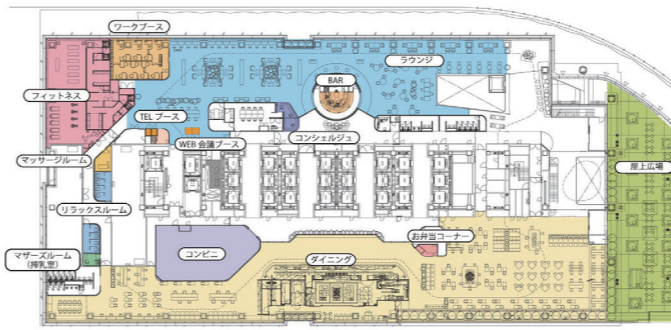 ワークブース
ラウンジ
BAR
フィットネス
TEL ブース
WEB 会議ブース
コンシェルジュ
マッサージルーム
屋上広場
リラックスルーム
お弁当コーナー
コンビニ
ダイニング
マザーズルーム
(搾乳室)